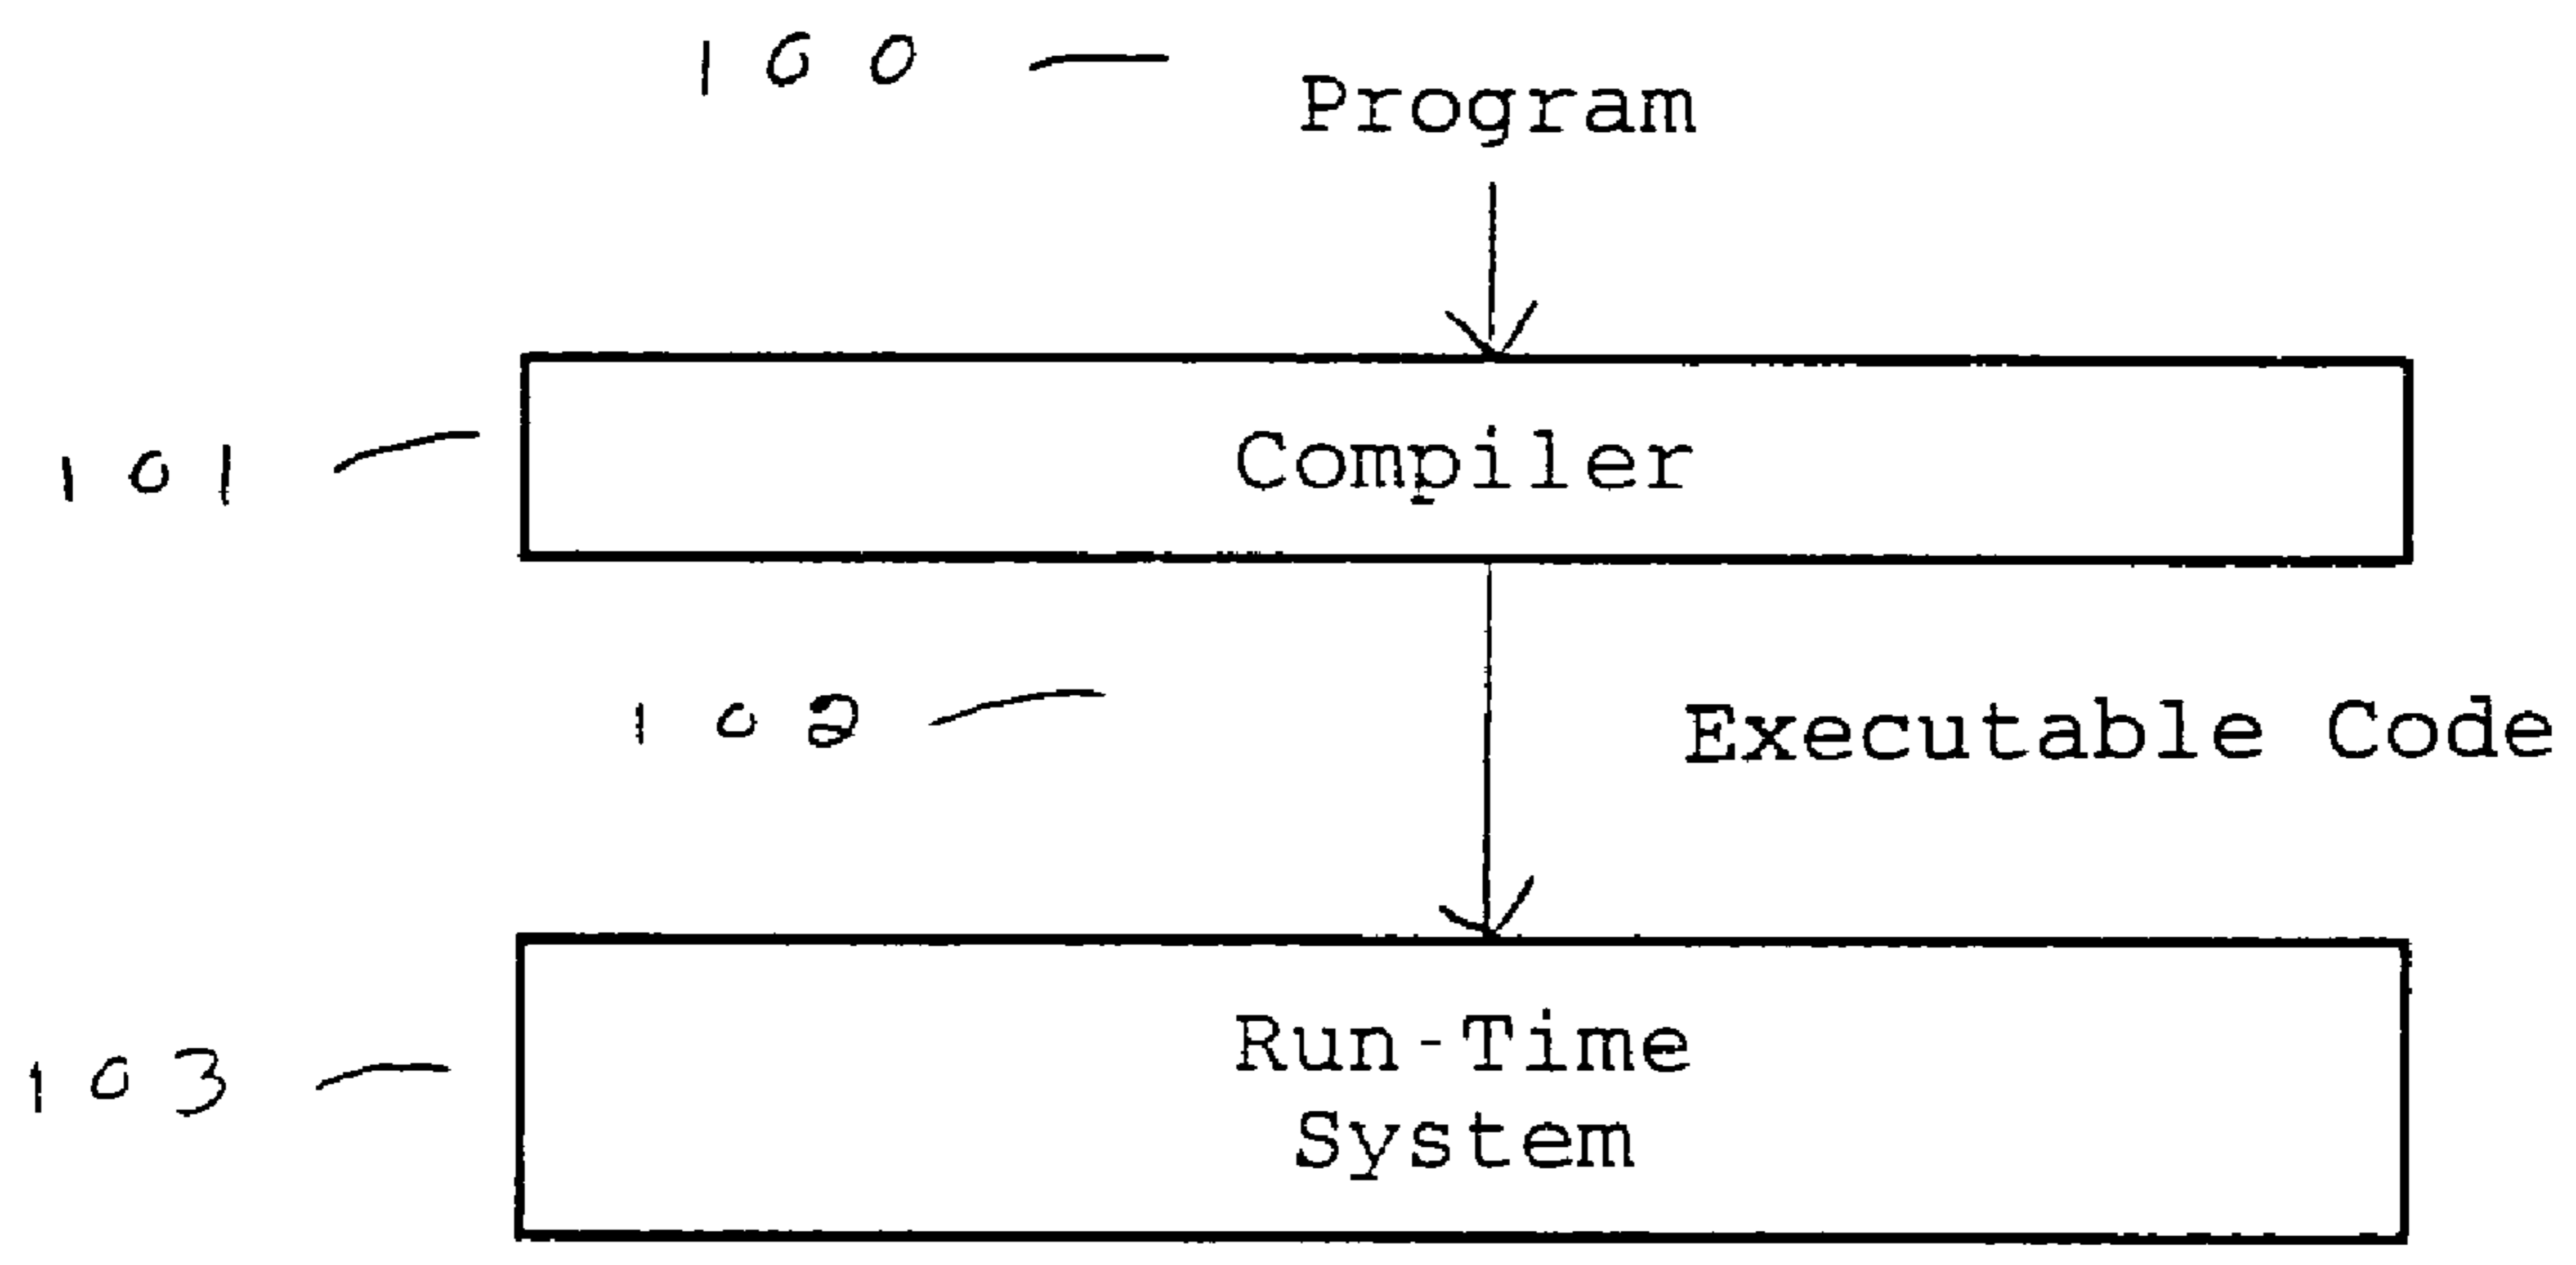 100 Program
101 Compiler
102 Executable Code
103 Run-Time
System